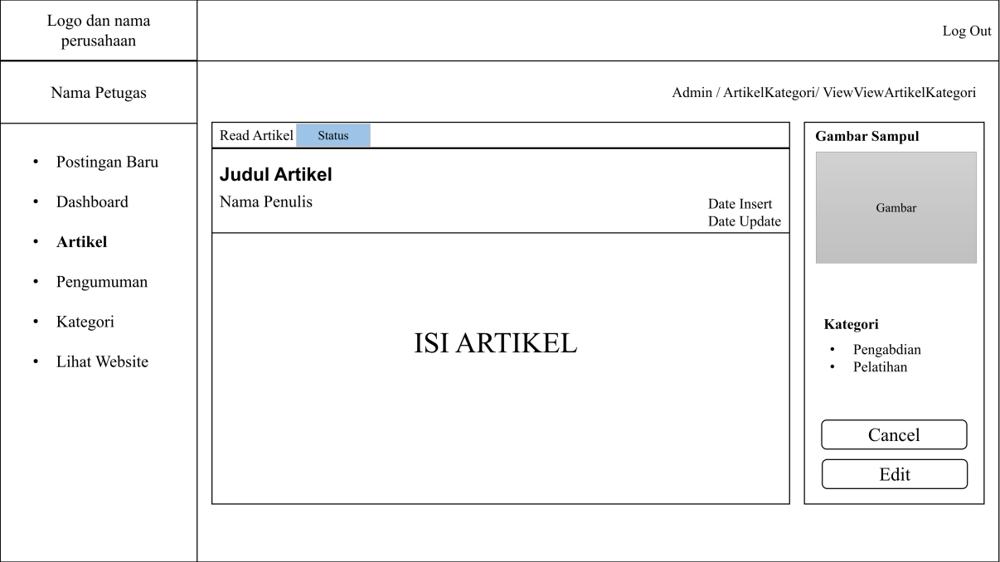 Logo dan nama
perusahaan
Log Out
Nama Petugas
Admin / ArtikelKategori/ ViewViewArtikelKategori
• Postingan Baru
• Dashboard
• Artikel
• Pengumuman
• Kategori
• Lihat Website
Read Artikel Status
Judul Artikel
Nama Penulis
Date Insert
Date Update
ISI ARTIKEL
Gambar Sampul
Gambar
Kategori
• Pengabdian
• Pelatihan
Cancel
Edit